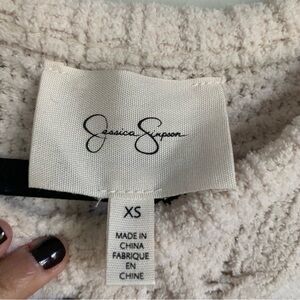 Jessica Simpson
XS
MADE IN
CHINA
FABRIQUE
EN
CHINE